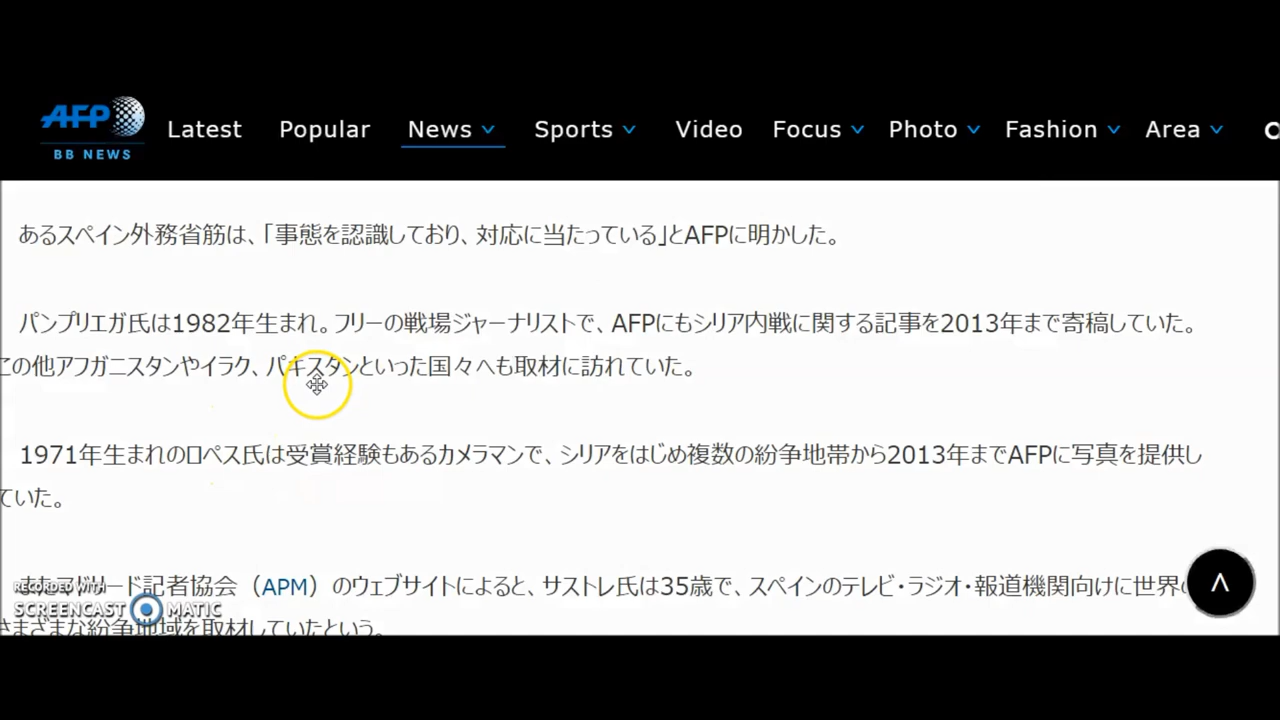 AFP
BB NEWS
Latest Popular News Sports Video Focus Photo Fashion Area
あるスペイン外務省筋は、「事態を認識しており、対応に当たっている」とAFPに明かした。
パンプリエガ氏は1982年生まれ。フリーの戦場ジャーナリストで、AFPにもシリア内戦に関する記事を2013年まで寄稿していた。
この他アフガニスタンやイラク、パキスタンといった国々へも取材に訪れていた。
1971年生まれのロペス氏は受賞経験もあるカメラマンで、シリアをはじめ複数の紛争地帯から2013年までAFPに写真を提供し
ていた。
またマドリード記者協会（APM）のウェブサイトによると、サストレ氏は35歳で、スペインのテレビ・ラジオ・報道機関向けに世界の
さまざまな紛争地域を取材していたという。
RECORDED WITH
SCREENCAST MATIC